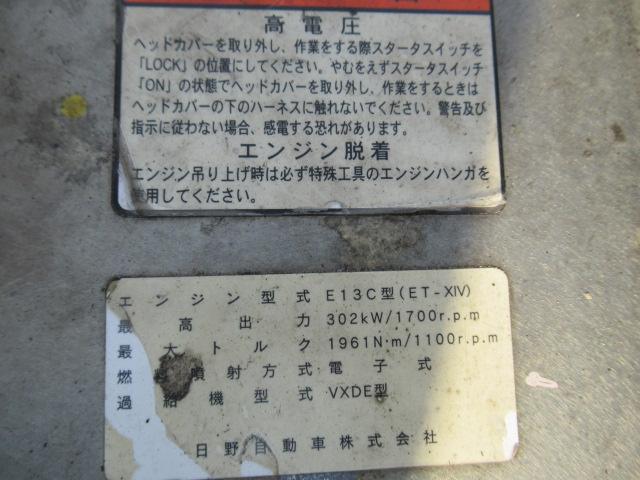 高電圧
ヘッドカバーを取り外し、作業をする際スタータスイッチを
「LOCK」の位置にしてください。やむをえずスタータスイッチ
「ON」の状態でヘッドカバーを取り外し、作業をするときは
ヘッドカバーの下のハーネスに触れないでください。警告及び
指示に従わない場合、感電する恐れがあります。
エンジン脱着
エンジン吊り上げ時は必ず特殊工具のエンジンハンガを
使用してください。
エンジン型式 E13C型(ET-XIV)
最高出力 302kW/1700r.p.m
最大トルク 1961N·m/1100r.p.m
燃料噴射方式 電子式
過給機型式 VXDE型
日野自動車株式会社